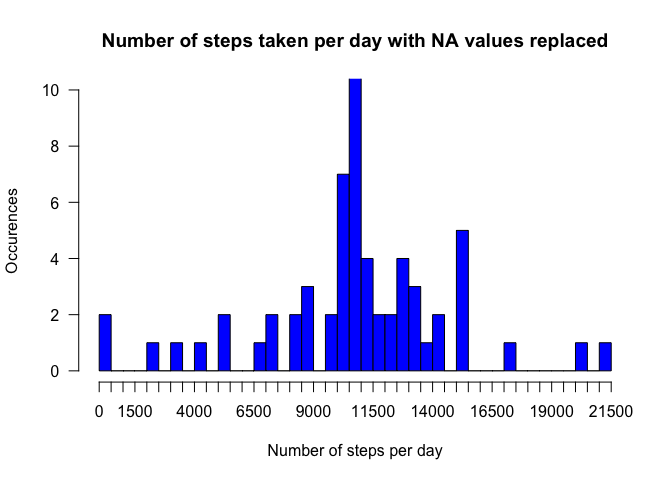 Number of steps taken per day with NA values replaced
10
8
6
4
2
0
Occurences
0 1500 4000 6500 9000 11500 14000 16500 19000 21500
Number of steps per day